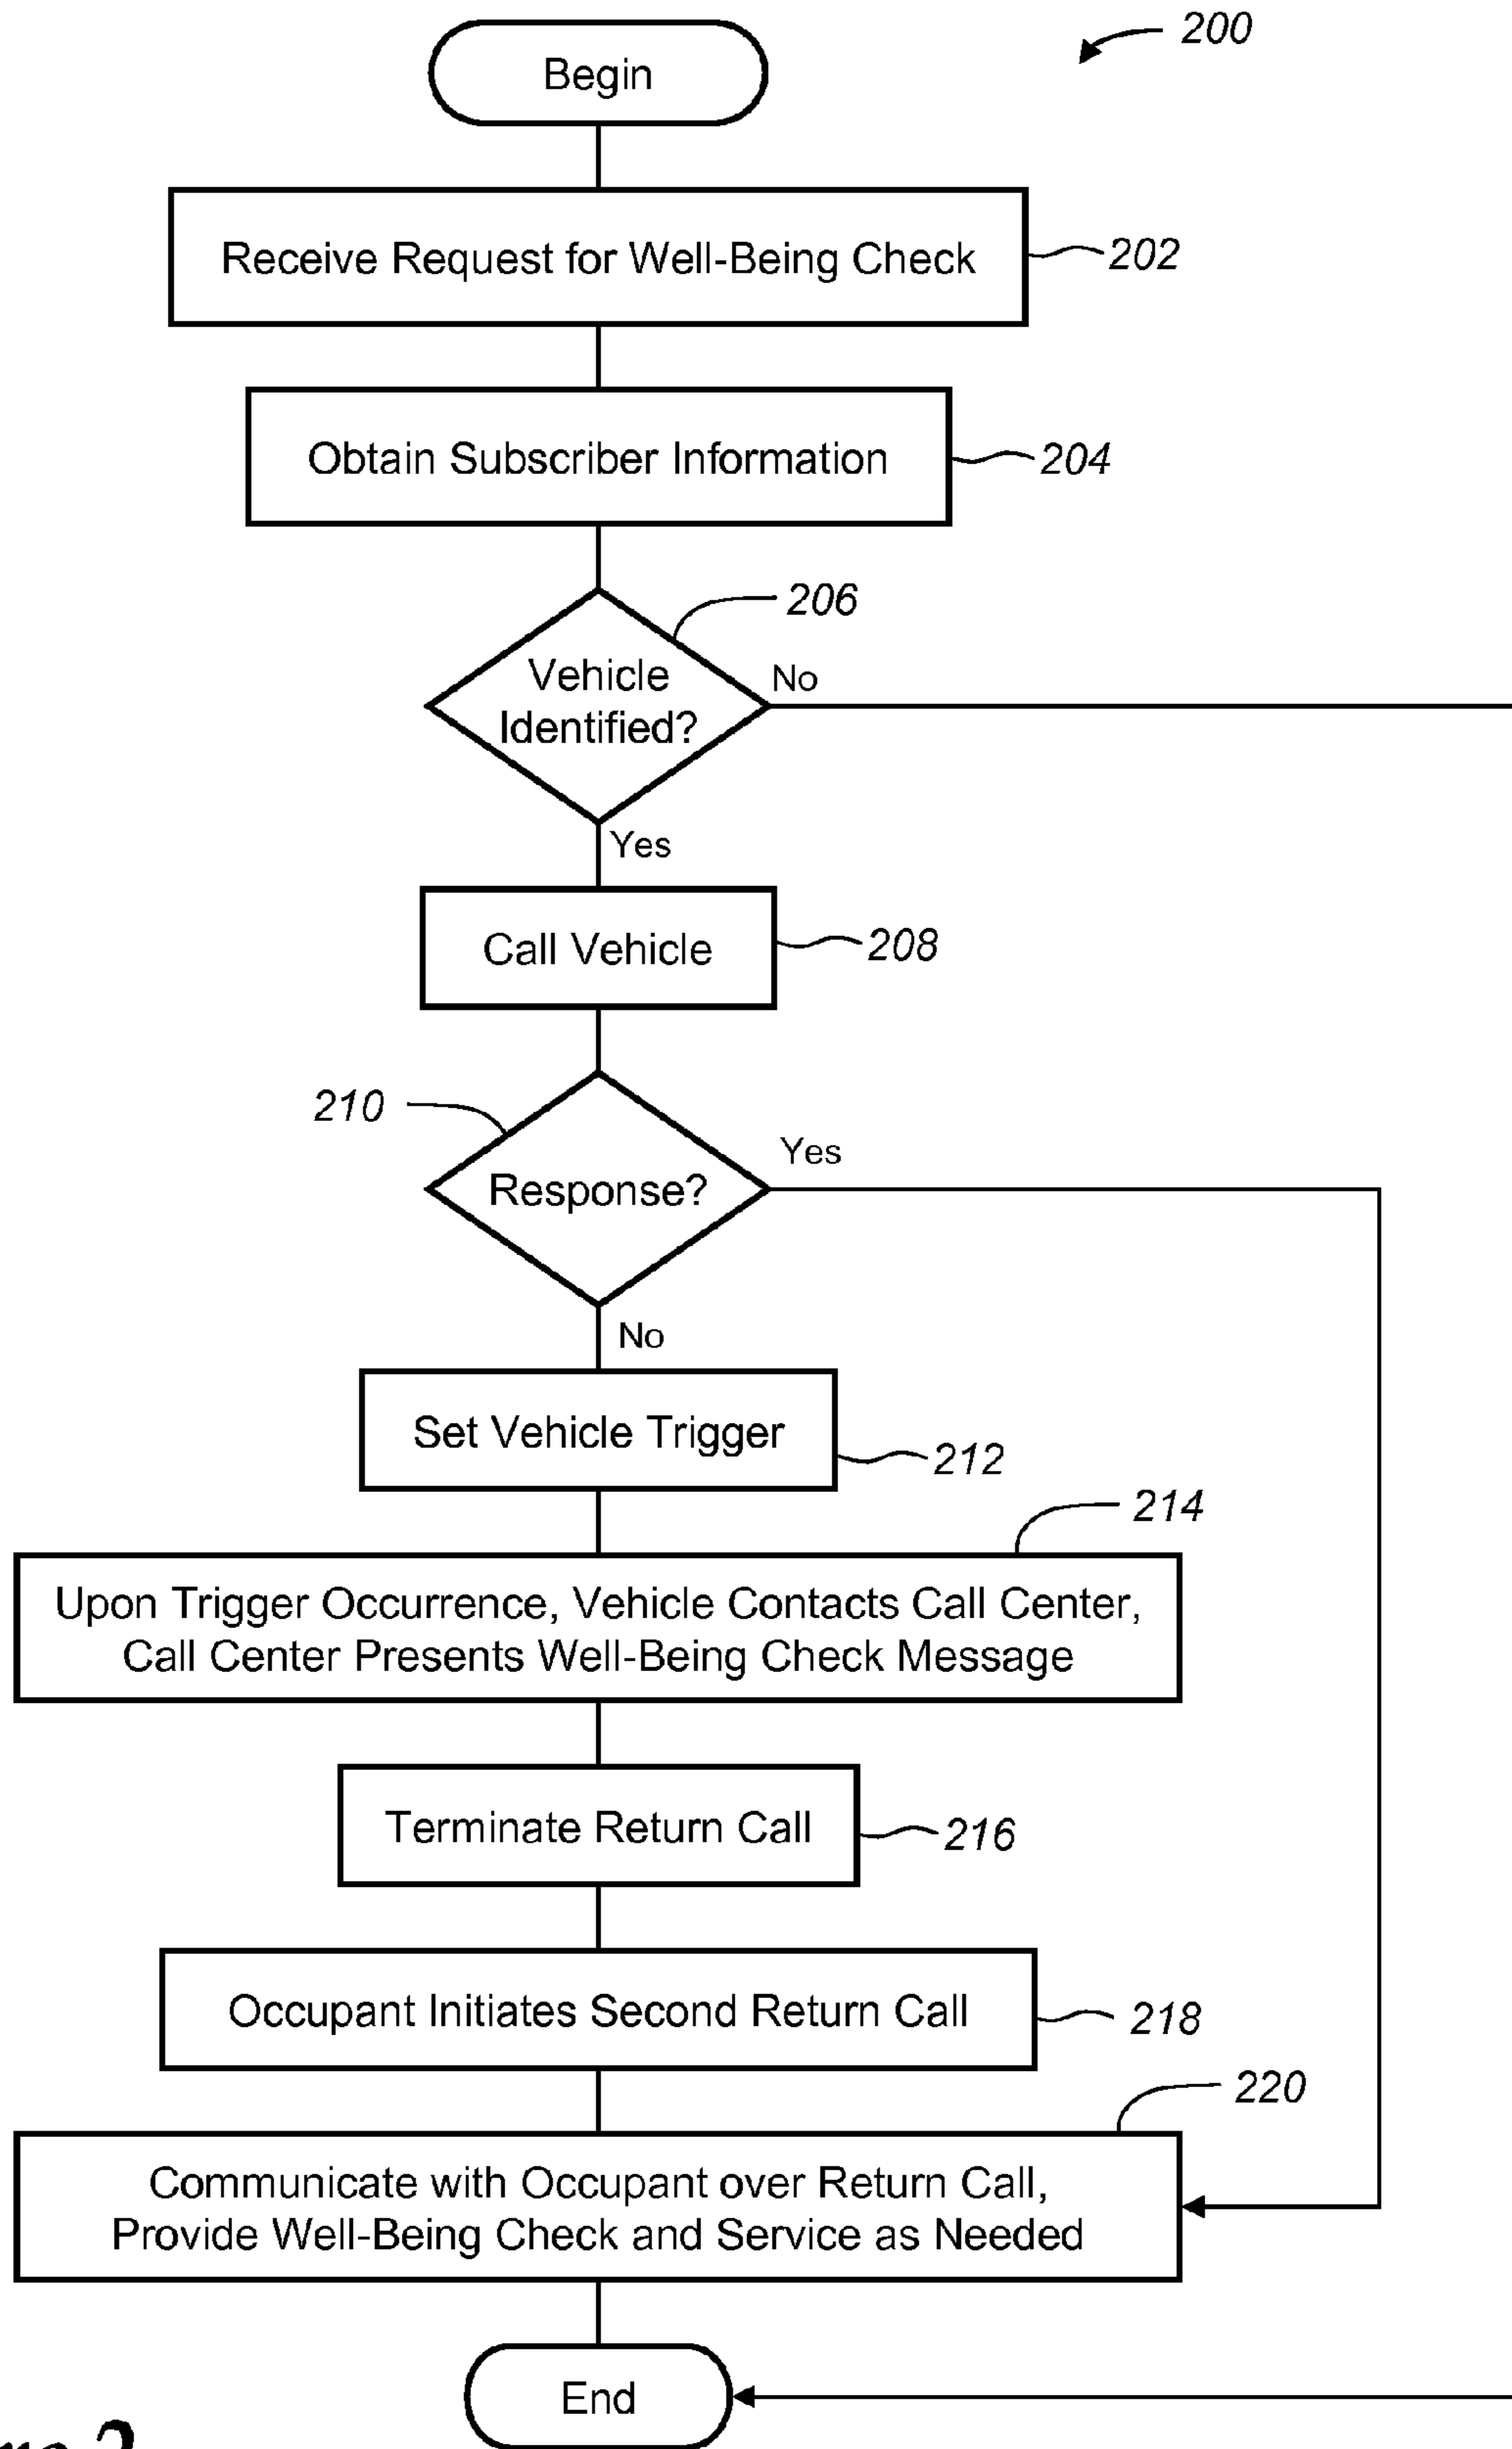 200
Begin
Receive Request for Well-Being Check
202
Obtain Subscriber Information
204
206
Vehicle
Identified?
No
Yes
Call Vehicle
208
210
Response?
Yes
No
Set Vehicle Trigger
212
214
Upon Trigger Occurrence, Vehicle Contacts Call Center,
Call Center Presents Well-Being Check Message
Terminate Return Call
216
Occupant Initiates Second Return Call
218
220
Communicate with Occupant over Return Call,
Provide Well-Being Check and Service as Needed
End